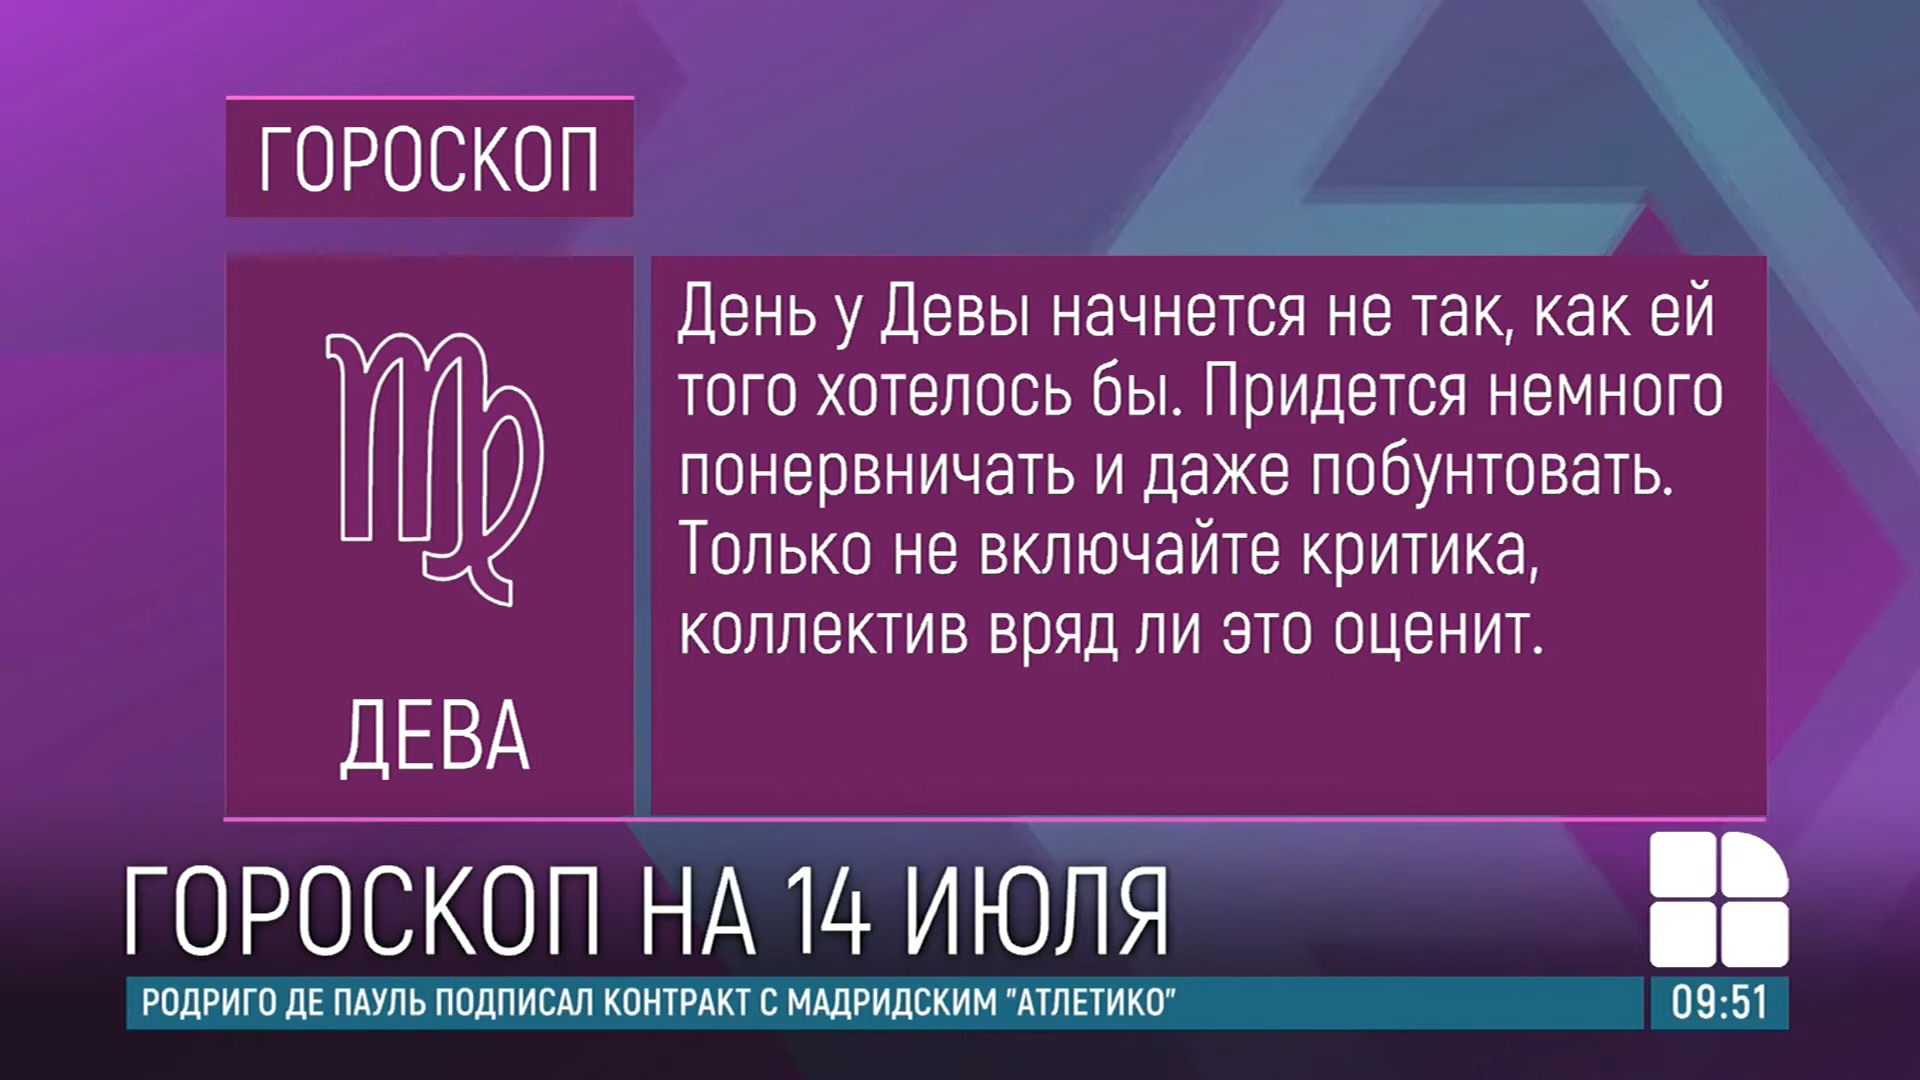 ГОРОСКОП
ДЕВА
День у Девы начнется не так, как ей
того хотелось бы. Придется немного
понервничать и даже побунтовать.
Только не включайте критика,
коллектив вряд ли это оценит.
ГОРОСКОП НА 14 ИЮЛЯ
РОДРИГО ДЕ ПАУЛЬ ПОДПИСАЛ КОНТРАКТ С МАДРИДСКИМ "АТЛЕТИКО"
09:51